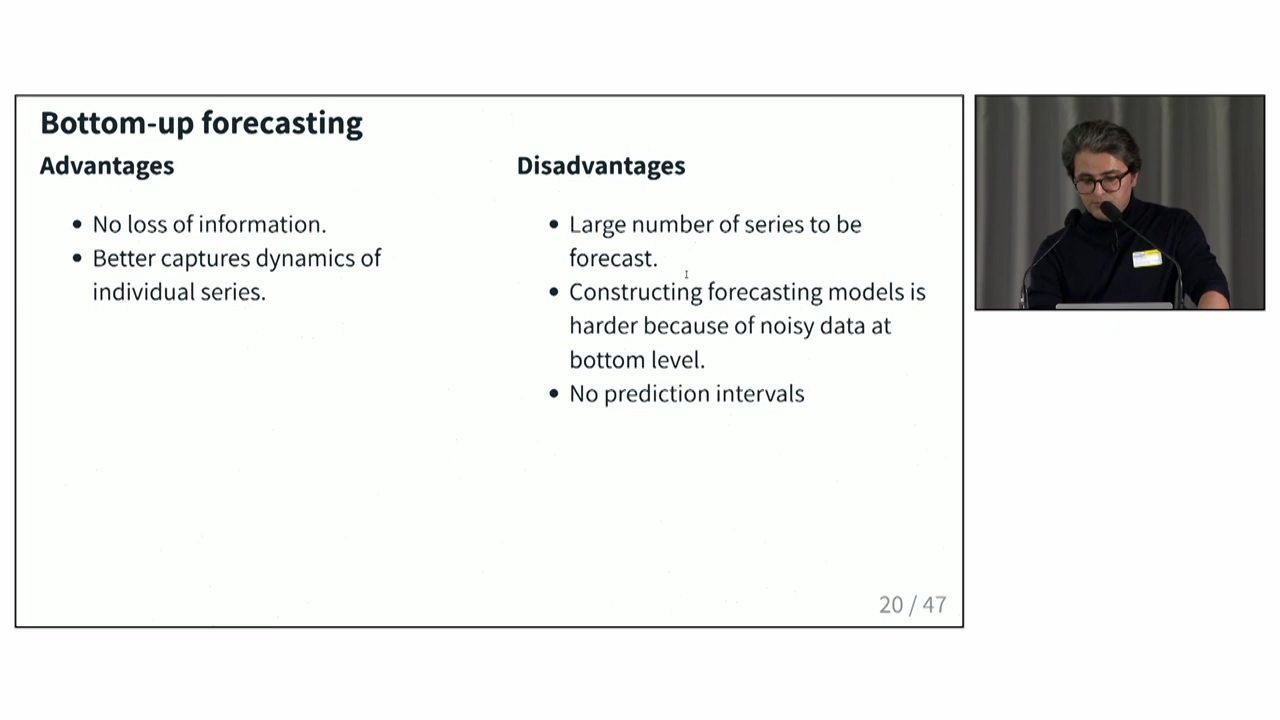 Bottom-up forecasting
Advantages
No loss of information.
Better captures dynamics of
individual series.
Disadvantages
Large number of series to be
forecast.
Constructing forecasting models is
harder because of noisy data at
bottom level.
No prediction intervals
20 / 47